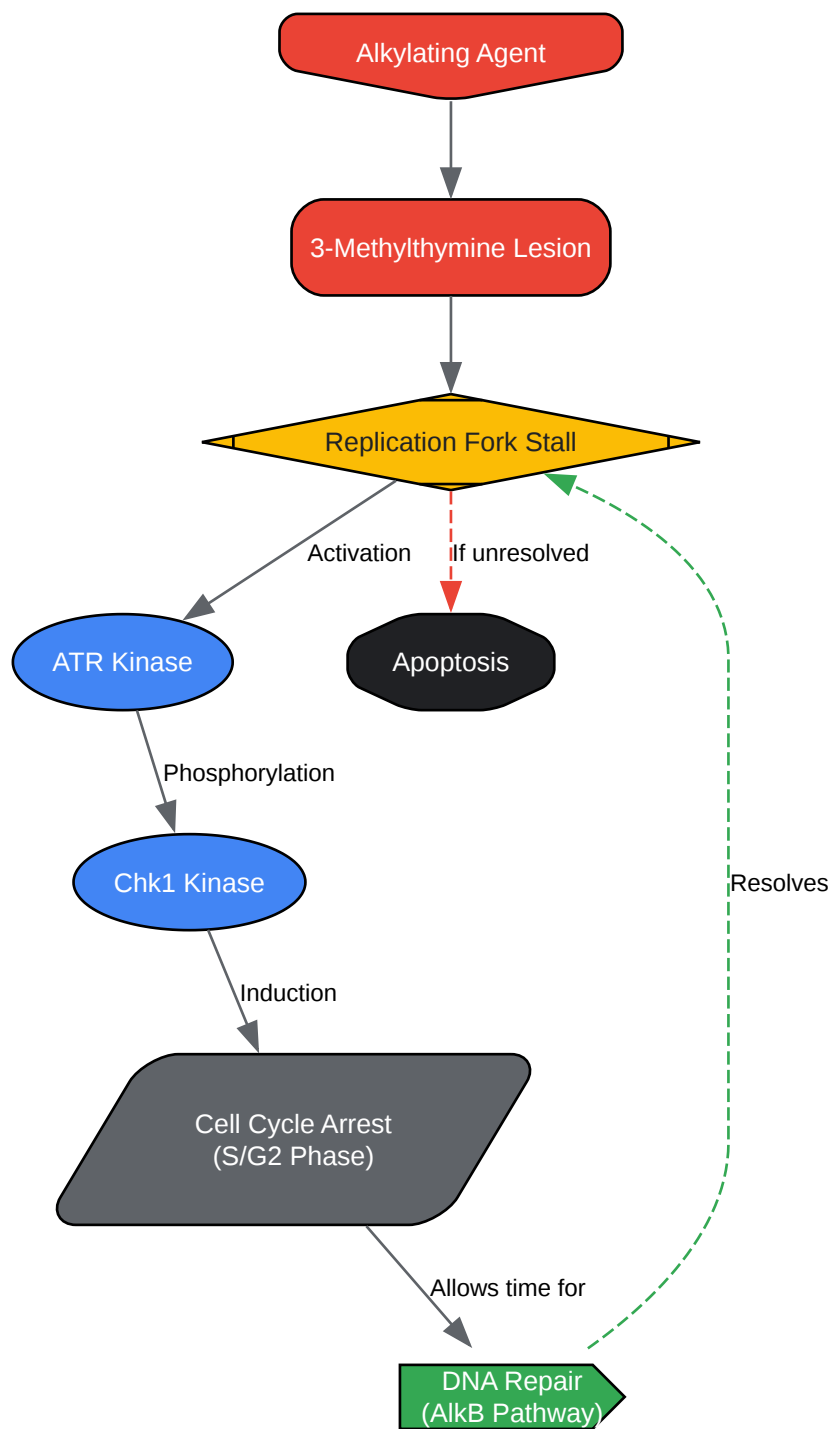 Alkylating Agent
3-Methylthymine Lesion
Replication Fork Stall
Activation
If unresolved
ATR Kinase
Apoptosis
Phosphorylation
Chk1 Kinase
Resolves
Induction
Cell Cycle Arrest
(S/G2 Phase)
Allows time for
DNA Repair
(AlkB Pathway)